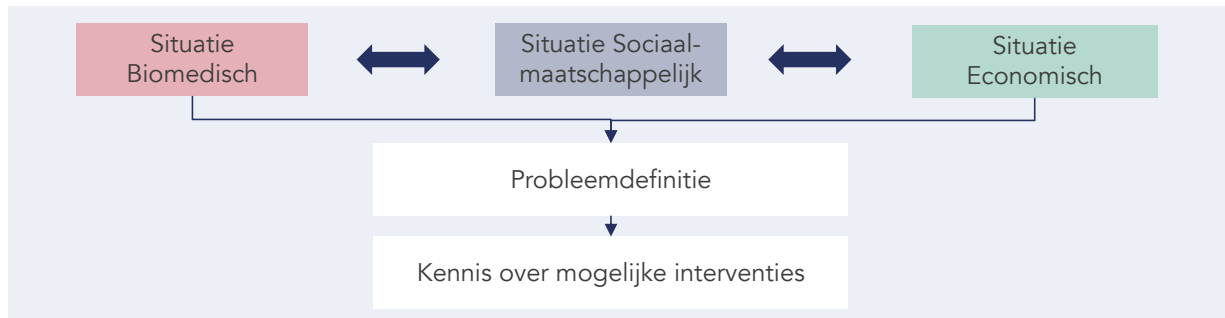 Situatie
Biomedisch
Situatie Sociaal-
maatschappelijk
Situatie
Economisch
Probleemdefinitie
Kennis over mogelijke interventies